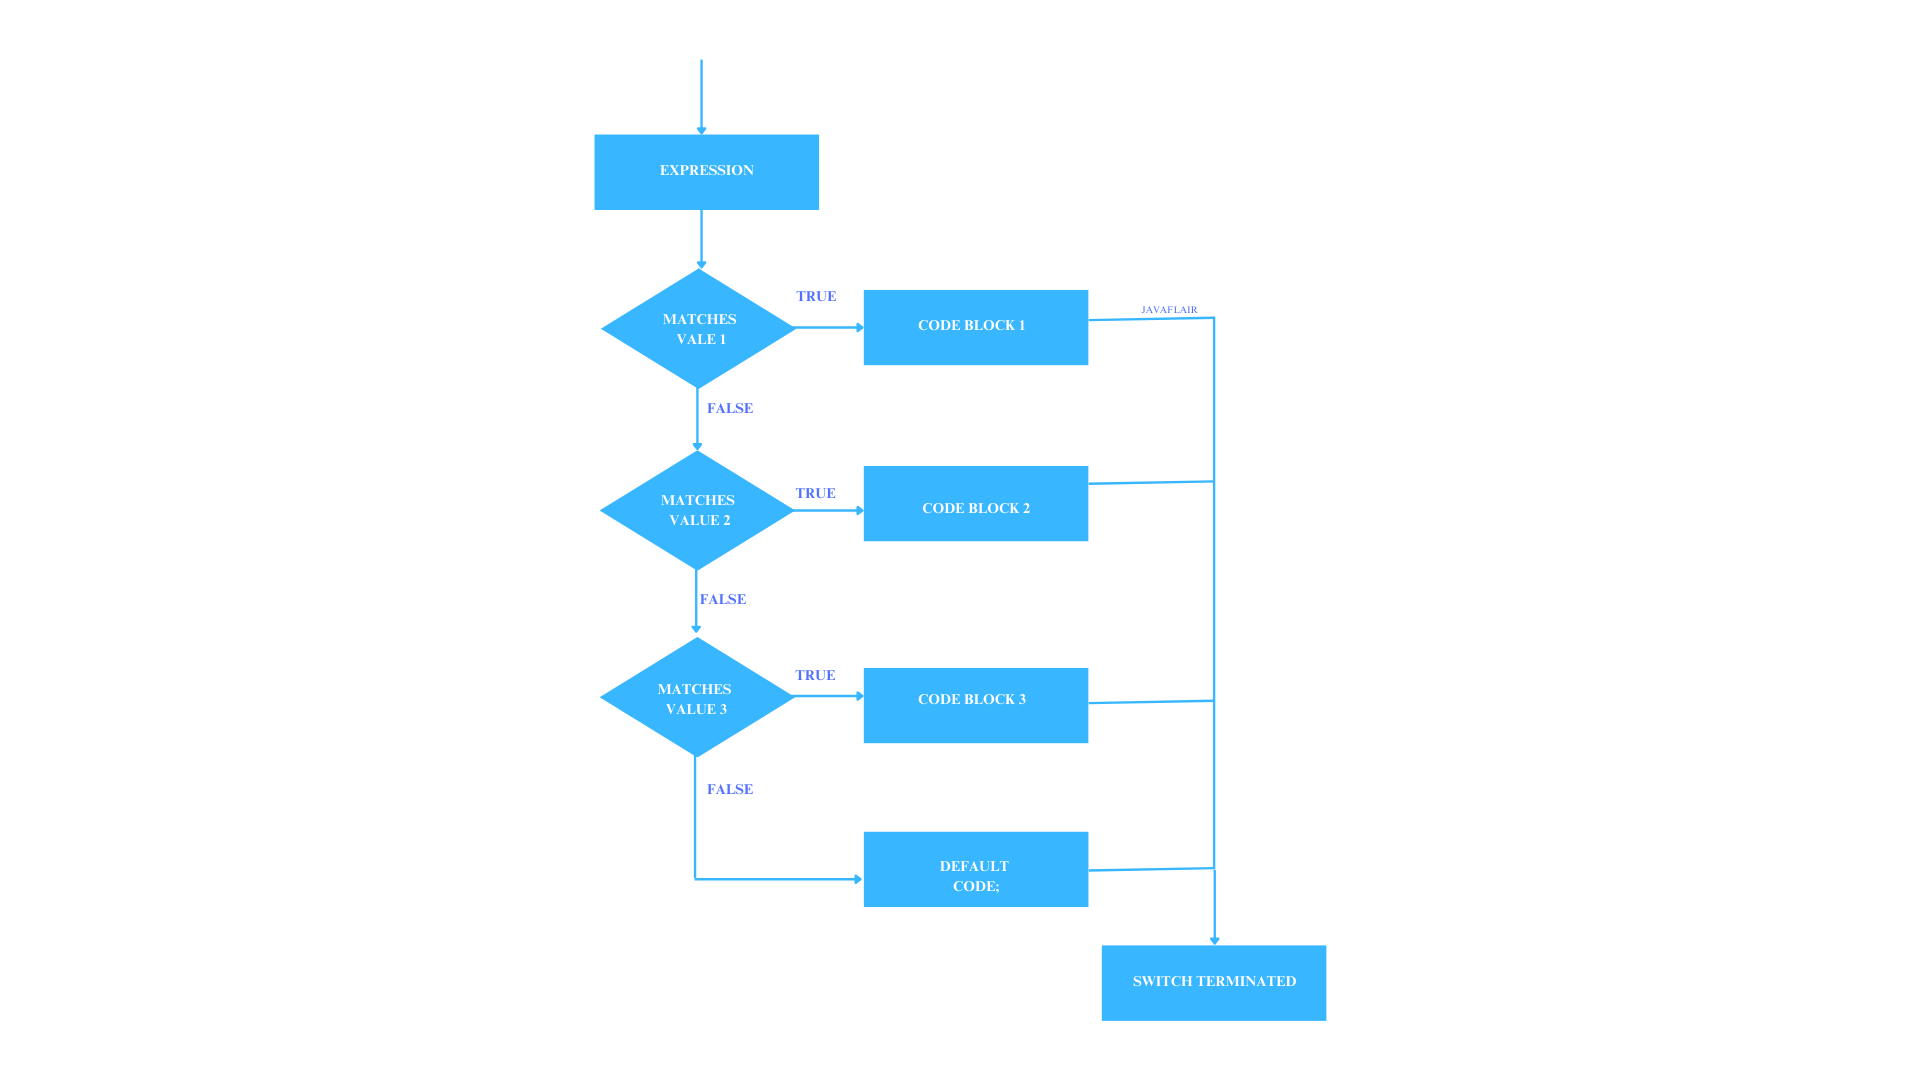 EXPRESSION
MATCHES
VALE 1
TRUE
CODE BLOCK 1
JAVAFLAIR
FALSE
MATCHES
VALUE 2
TRUE
CODE BLOCK 2
FALSE
MATCHES
VALUE 3
TRUE
CODE BLOCK 3
FALSE
DEFAULT
CODE;
SWITCH TERMINATED